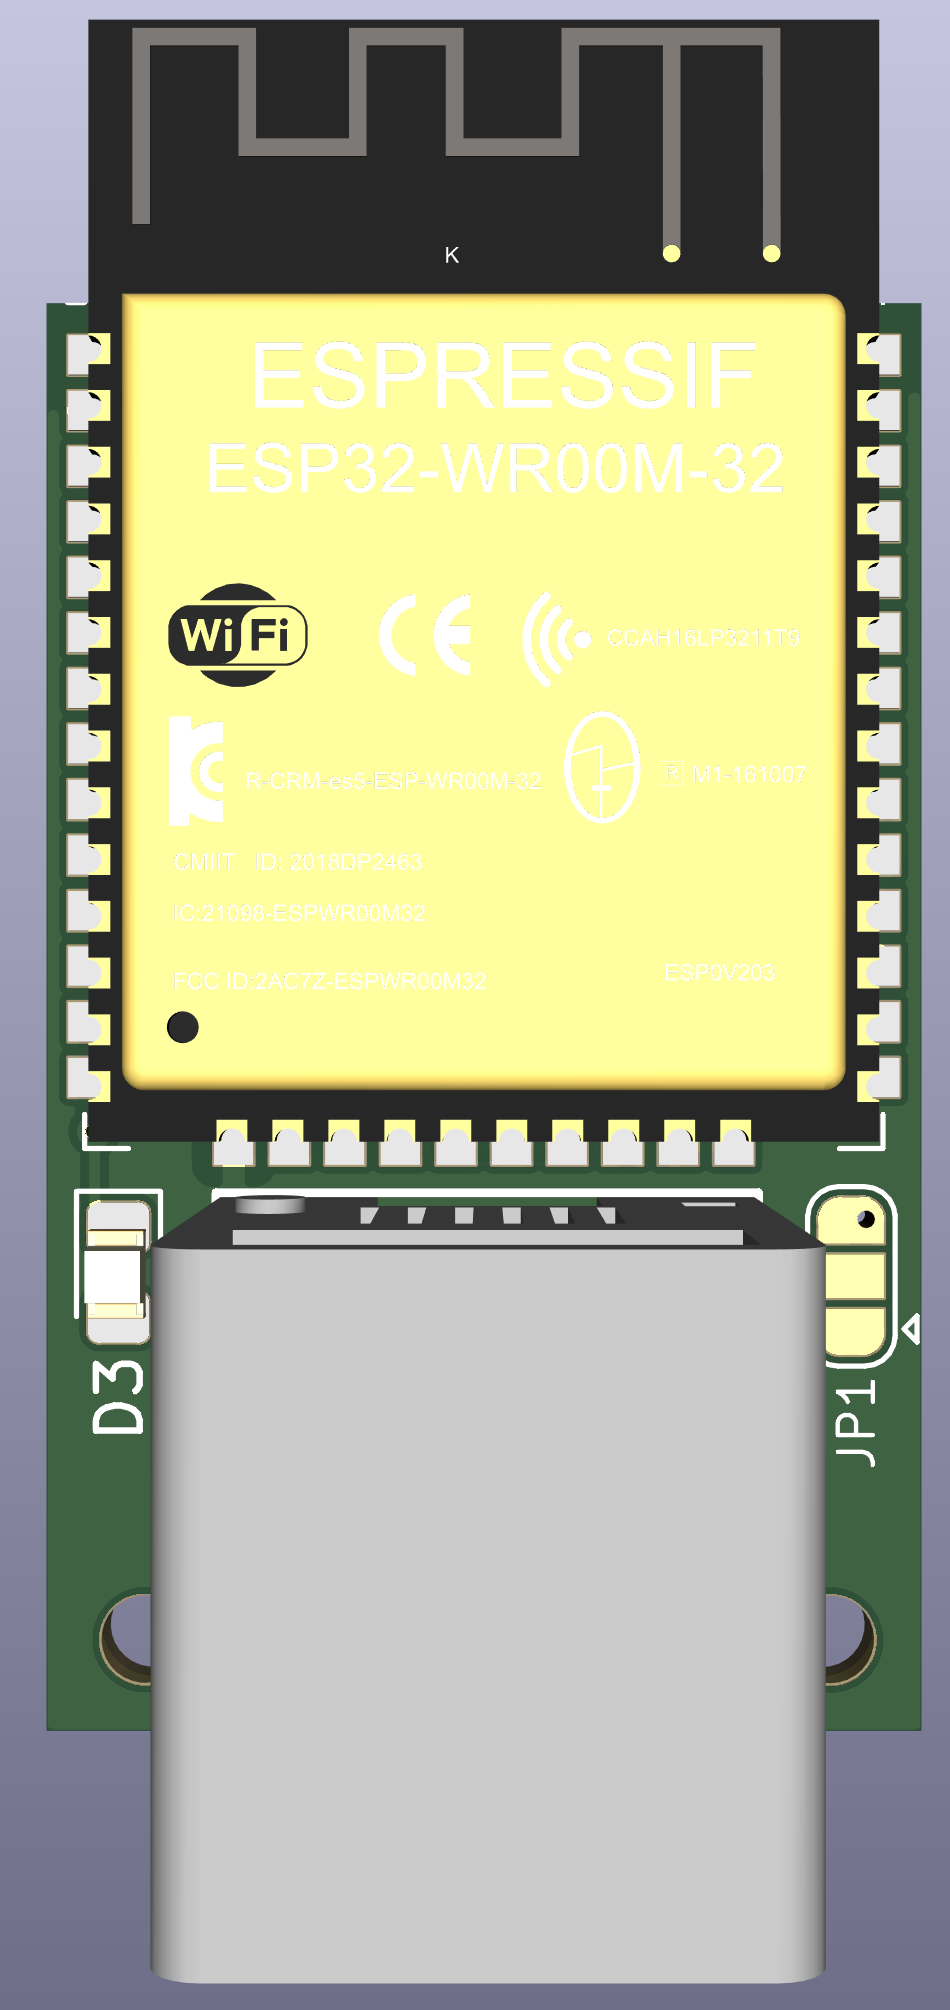 K
ESPRESSIF
ESP32-WR00M-32
Wi Fi
CE
CCAH16LP3211T9
R-CRM-es5-ESP-WR00M-32
R M1-161007
CMIIT ID: 2018DP2463
IC:21098-ESPWR00M32
FCC ID:2AC7Z-ESPWR00M32
ESP0V203
D3
JP1